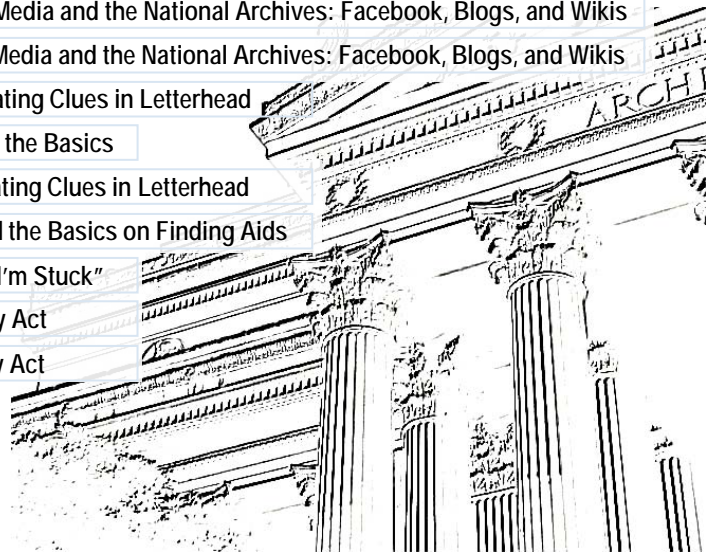 Media and the National Archives: Facebook, Blogs, and Wikis
Media and the National Archives: Facebook, Blogs, and Wikis
ating Clues in Letterhead
the Basics
ating Clues in Letterhead
the Basics on Finding Aids
I'm Stuck”
y Act
y Act
ARCHI